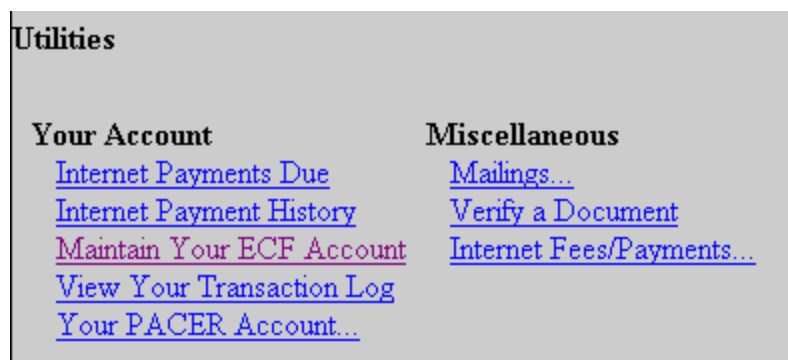 Utilities
Your Account
Internet Payments Due
Internet Payment History
Maintain Your ECF Account
View Your Transaction Log
Your PACER Account...
Miscellaneous
Mailings...
Verify a Document
Internet Fees/Payments...